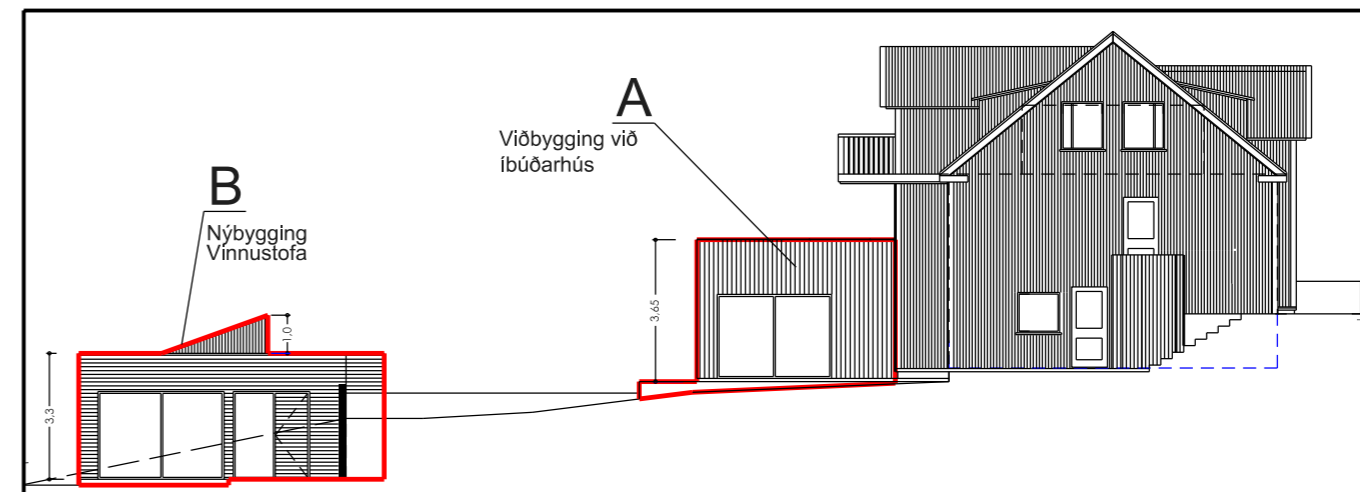 A
Viðbygging við
íbúðarhús
B
Nýbygging
Vinnustofa
1,0
3,65
3,3